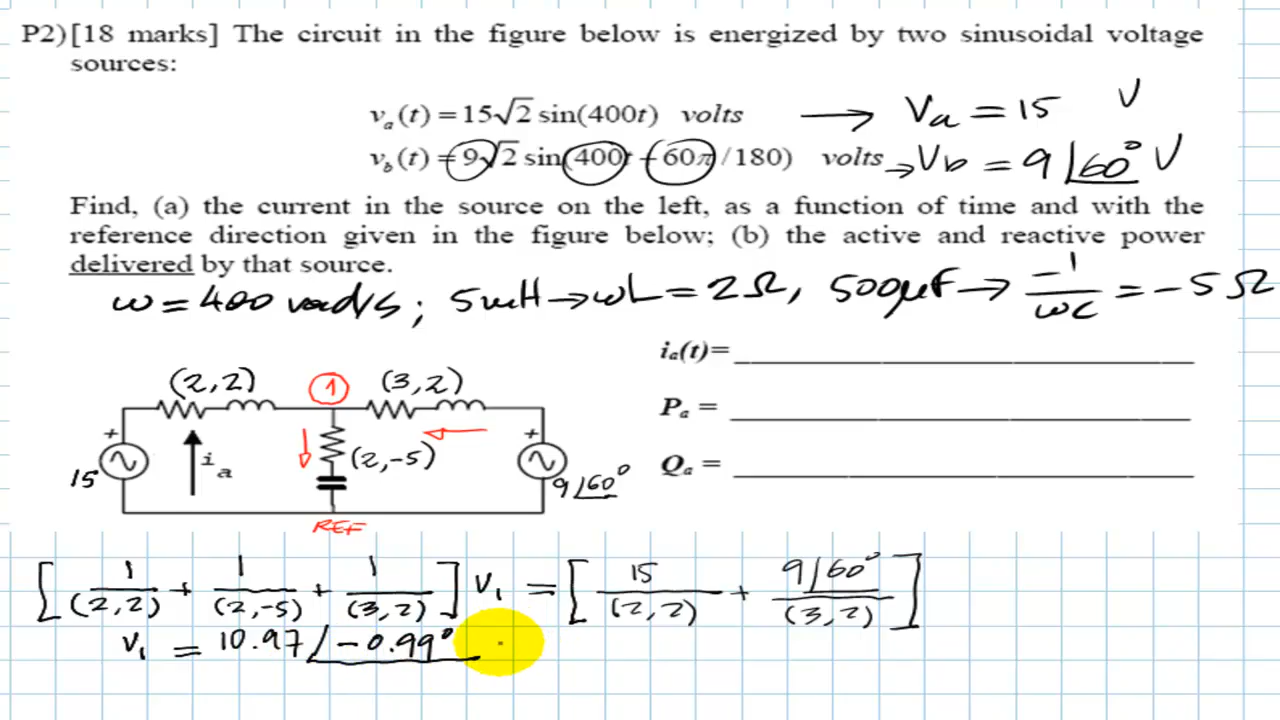 P2)[18 marks] The circuit in the figure below is energized by two sinusoidal voltage
sources:
vₐ(t) = 15√2 sin(400t) volts → Va = 15 V
v_b(t) = 9√2 sin(400t + 60π/180) volts → Vb = 9∠60° V
Find, (a) the current in the source on the left, as a function of time and with the
reference direction given in the figure below; (b) the active and reactive power
delivered by that source.
ω = 400 rad/s ; 5mH → ωL = 2Ω, 500μF → -1/ωC = -5 Ω
iₐ(t)= ____________
Pₐ = ____________
Qₐ = ____________
(2,2) 1 (3,2)
+ +
15 i a (2,-5) 9∠60°
REF
[1/(2,2) + 1/(2,-5) + 1/(3,2)] V₁ = [15/(2,2) + 9∠60°/(3,2)]
V₁ = 10.97∠-0.99°